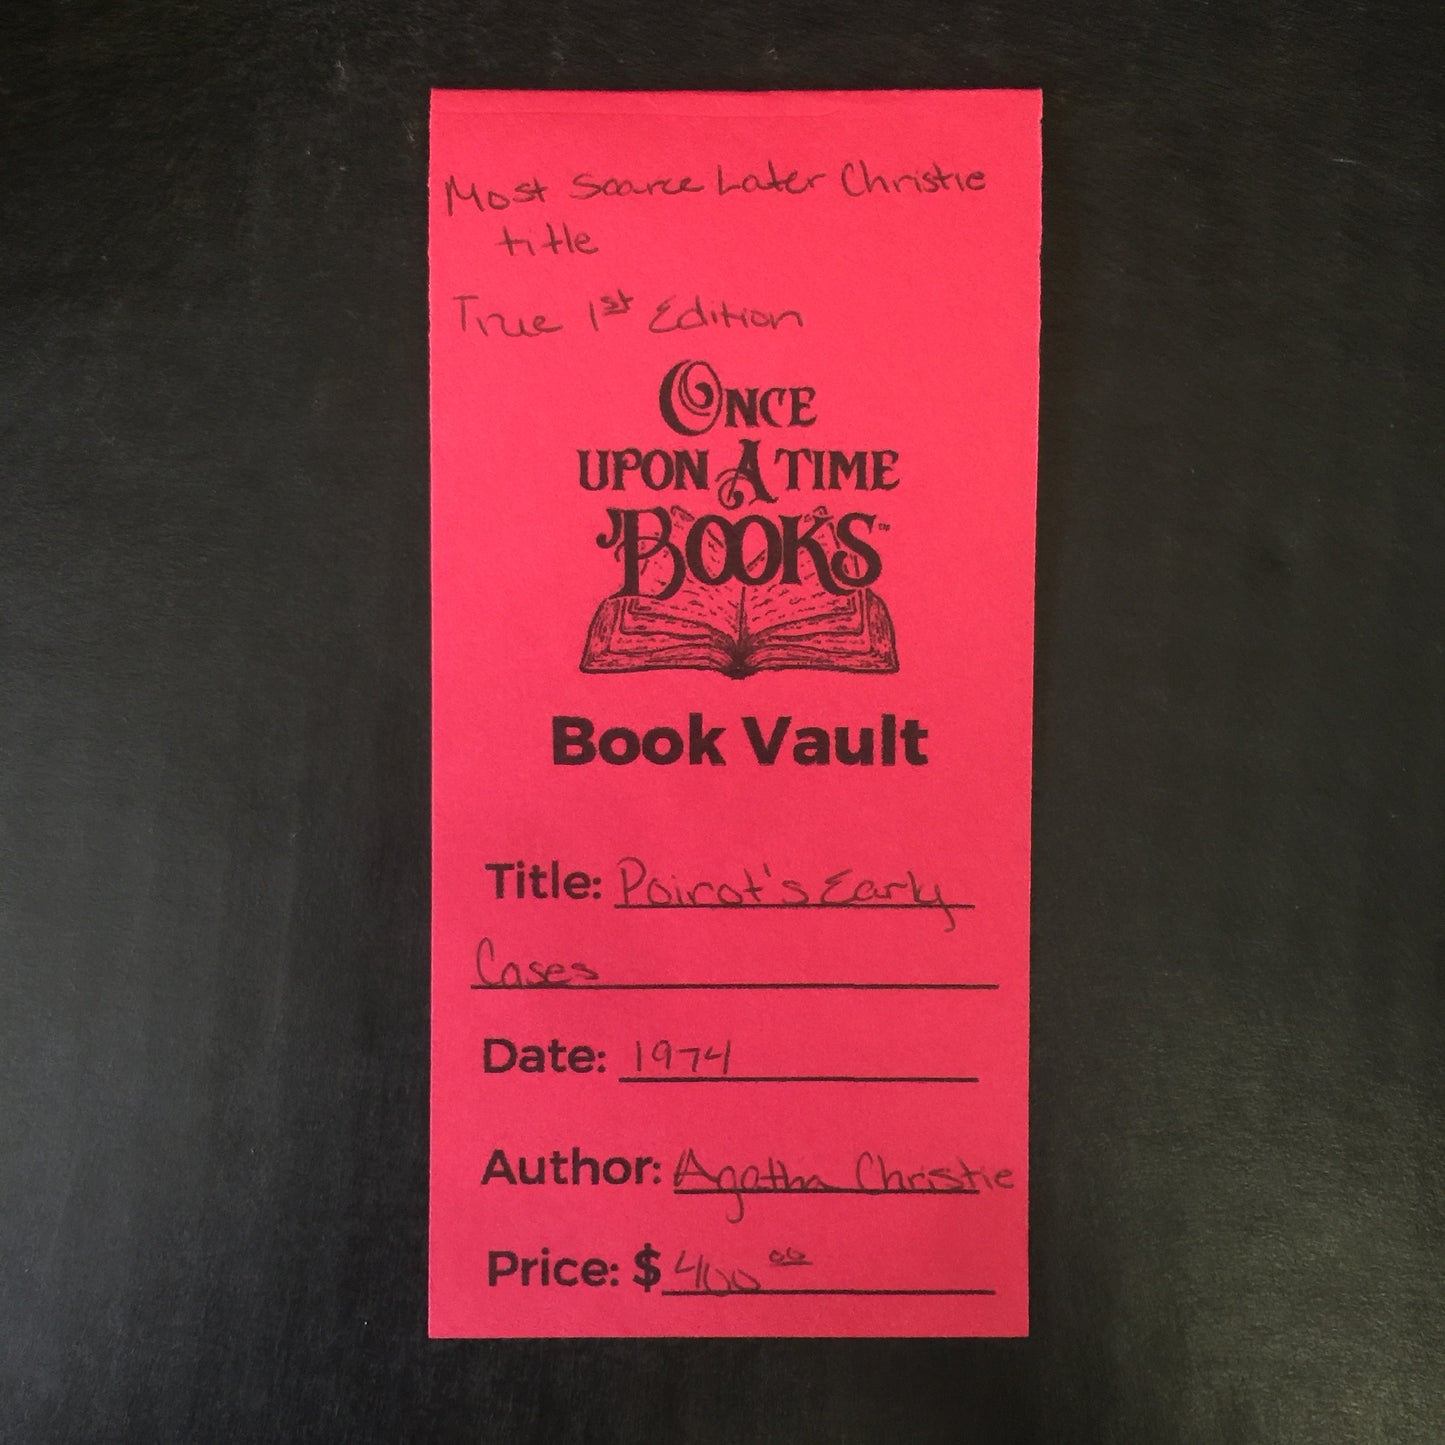 Most Scarce Later Christie
title
True 1st Edition
ONCE
UPON A TIME
BOOKS™
Book Vault
Title: Poirot's Early
Cases
Date: 1974
Author: Agatha Christie
Price: $400 00